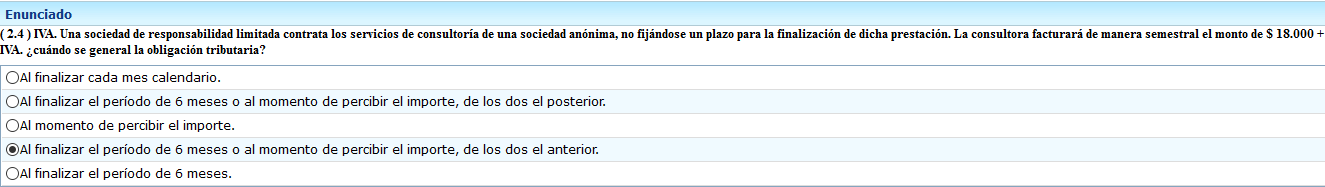 Enunciado
( 2.4 ) IVA. Una sociedad de responsabilidad limitada contrata los servicios de consultoría de una sociedad anónima, no fijándose un plazo para la finalización de dicha prestación. La consultora facturará de manera semestral el monto de $ 18.000 +
IVA. ¿cuándo se general la obligación tributaria?
Al finalizar cada mes calendario.
Al finalizar el período de 6 meses o al momento de percibir el importe, de los dos el posterior.
Al momento de percibir el importe.
Al finalizar el período de 6 meses o al momento de percibir el importe, de los dos el anterior.
Al finalizar el período de 6 meses.